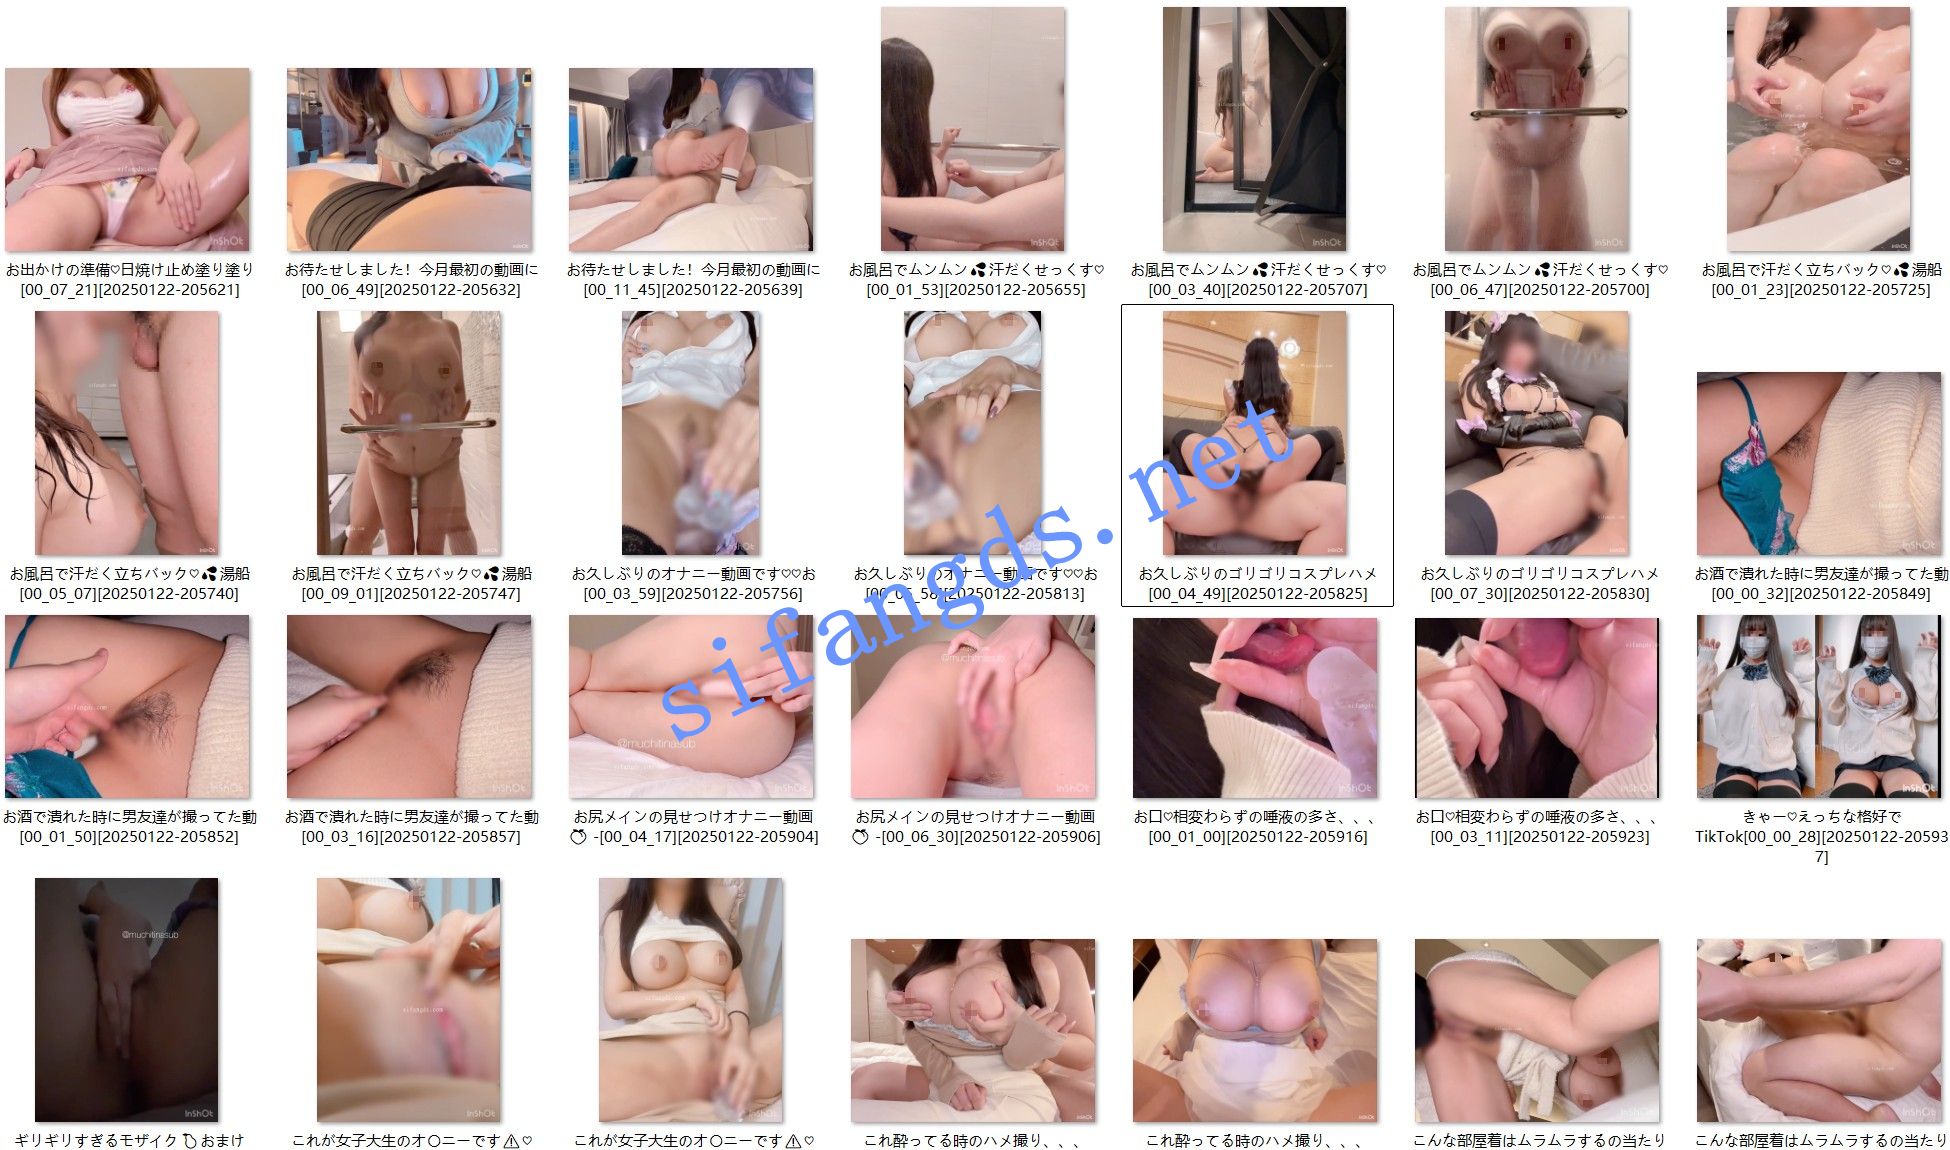 お出かけの準備♡日焼け止め塗り塗り
[00_07_21][20250122-205621]
お待たせしました！今月最初の動画に
[00_06_49][20250122-205632]
お待たせしました！今月最初の動画に
[00_11_45][20250122-205639]
お風呂でムンムン💦汗だくせっくす♡
[00_01_53][20250122-205655]
お風呂でムンムン💦汗だくせっくす♡
[00_03_40][20250122-205707]
お風呂でムンムン💦汗だくせっくす♡
[00_06_47][20250122-205700]
お風呂で汗だく立ちバック♡💦湯船
[00_01_23][20250122-205725]
お風呂で汗だく立ちバック♡💦湯船
[00_05_07][20250122-205740]
お風呂で汗だく立ちバック♡💦湯船
[00_09_01][20250122-205747]
お久しぶりのオナニー動画です♡♡お
[00_03_59][20250122-205756]
お久しぶりのオナニー動画です♡♡お
[20250122-205813]
お久しぶりのゴリゴリコスプレハメ
[00_04_49][20250122-205825]
お久しぶりのゴリゴリコスプレハメ
[00_07_30][20250122-205830]
お酒で潰れた時に男友達が撮ってた動
[00_00_32][20250122-205849]
sifangds.net
お酒で潰れた時に男友達が撮ってた動
[00_01_50][20250122-205852]
お酒で潰れた時に男友達が撮ってた動
[00_03_16][20250122-205857]
@muchitinasub
お尻メインの見せつけオナニー動画
🍑 -[00_04_17][20250122-205904]
@muchitinasub
お尻メインの見せつけオナニー動画
🍑 -[00_06_30][20250122-205906]
お口♡相変わらずの唾液の多さ、、、
[00_01_00][20250122-205916]
お口♡相変わらずの唾液の多さ、、、
[00_03_11][20250122-205923]
きゃー♡えっちな格好で
TikTok[00_00_28][20250122-20593
7]
@muchitinasub
InShOt
ギリギリすぎるモザイク👌おまけ
これが女子大生のオ〇ニーです⚠♡
これが女子大生のオ〇ニーです⚠♡
これ酔ってる時のハメ撮り、、、
これ酔ってる時のハメ撮り、、、
こんな部屋着はムラムラするの当たり
こんな部屋着はムラムラするの当たり